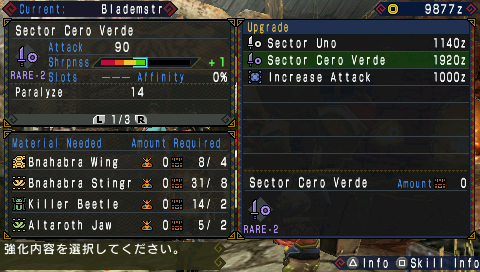 Current: Blademstr
9877z
Sector Cero Verde
Attack 90
Shrpnss +1
RARE-2 Slots --- Affinity 0%
Paralyze 14
L 1/3 R
Material Needed Amount Required
Bnahabra Wing 0 8/ 4
Bnahabra Stingr 0 31/ 8
Killer Beetle 0 14/ 2
Altaroth Jaw 0 5/ 2
Upgrade
Sector Uno 1140z
Sector Cero Verde 1920z
Increase Attack 1000z
Sector Cero Verde Amount 0
RARE-2
強化内容を選択してください。
Info Skill info